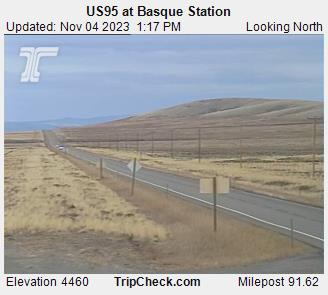 US95 at Basque Station
Updated: Nov 04 2023 1:17 PM Looking North
Elevation 4460 TripCheck.com Milepost 91.62